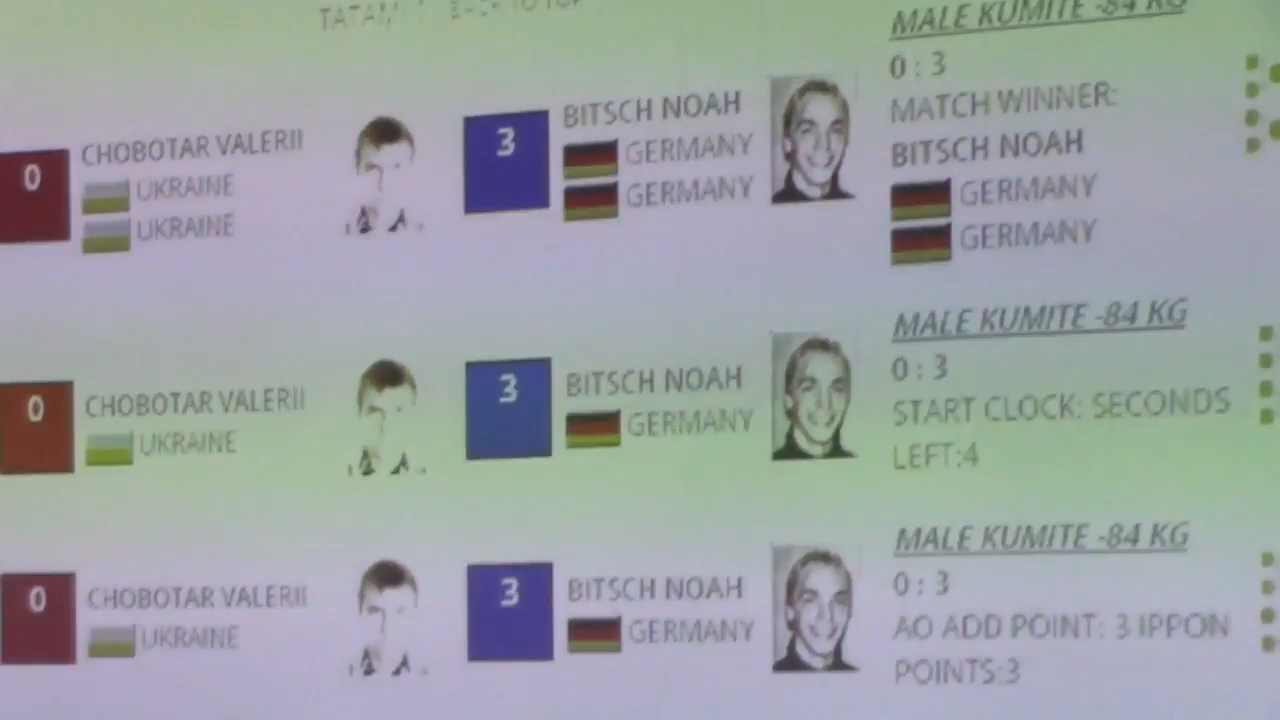 MALE KUMITE -84 KG
0
CHOBOTAR VALERII
UKRAINE
UKRAINE
3
BITSCH NOAH
GERMANY
GERMANY
0 : 3
MATCH WINNER:
BITSCH NOAH
GERMANY
GERMANY
0
CHOBOTAR VALERII
UKRAINE
3
BITSCH NOAH
GERMANY
MALE KUMITE -84 KG
0 : 3
START CLOCK: SECONDS
LEFT:4
0
CHOBOTAR VALERII
UKRAINE
3
BITSCH NOAH
GERMANY
MALE KUMITE -84 KG
0 : 3
AO ADD POINT: 3 IPPON
POINTS:3